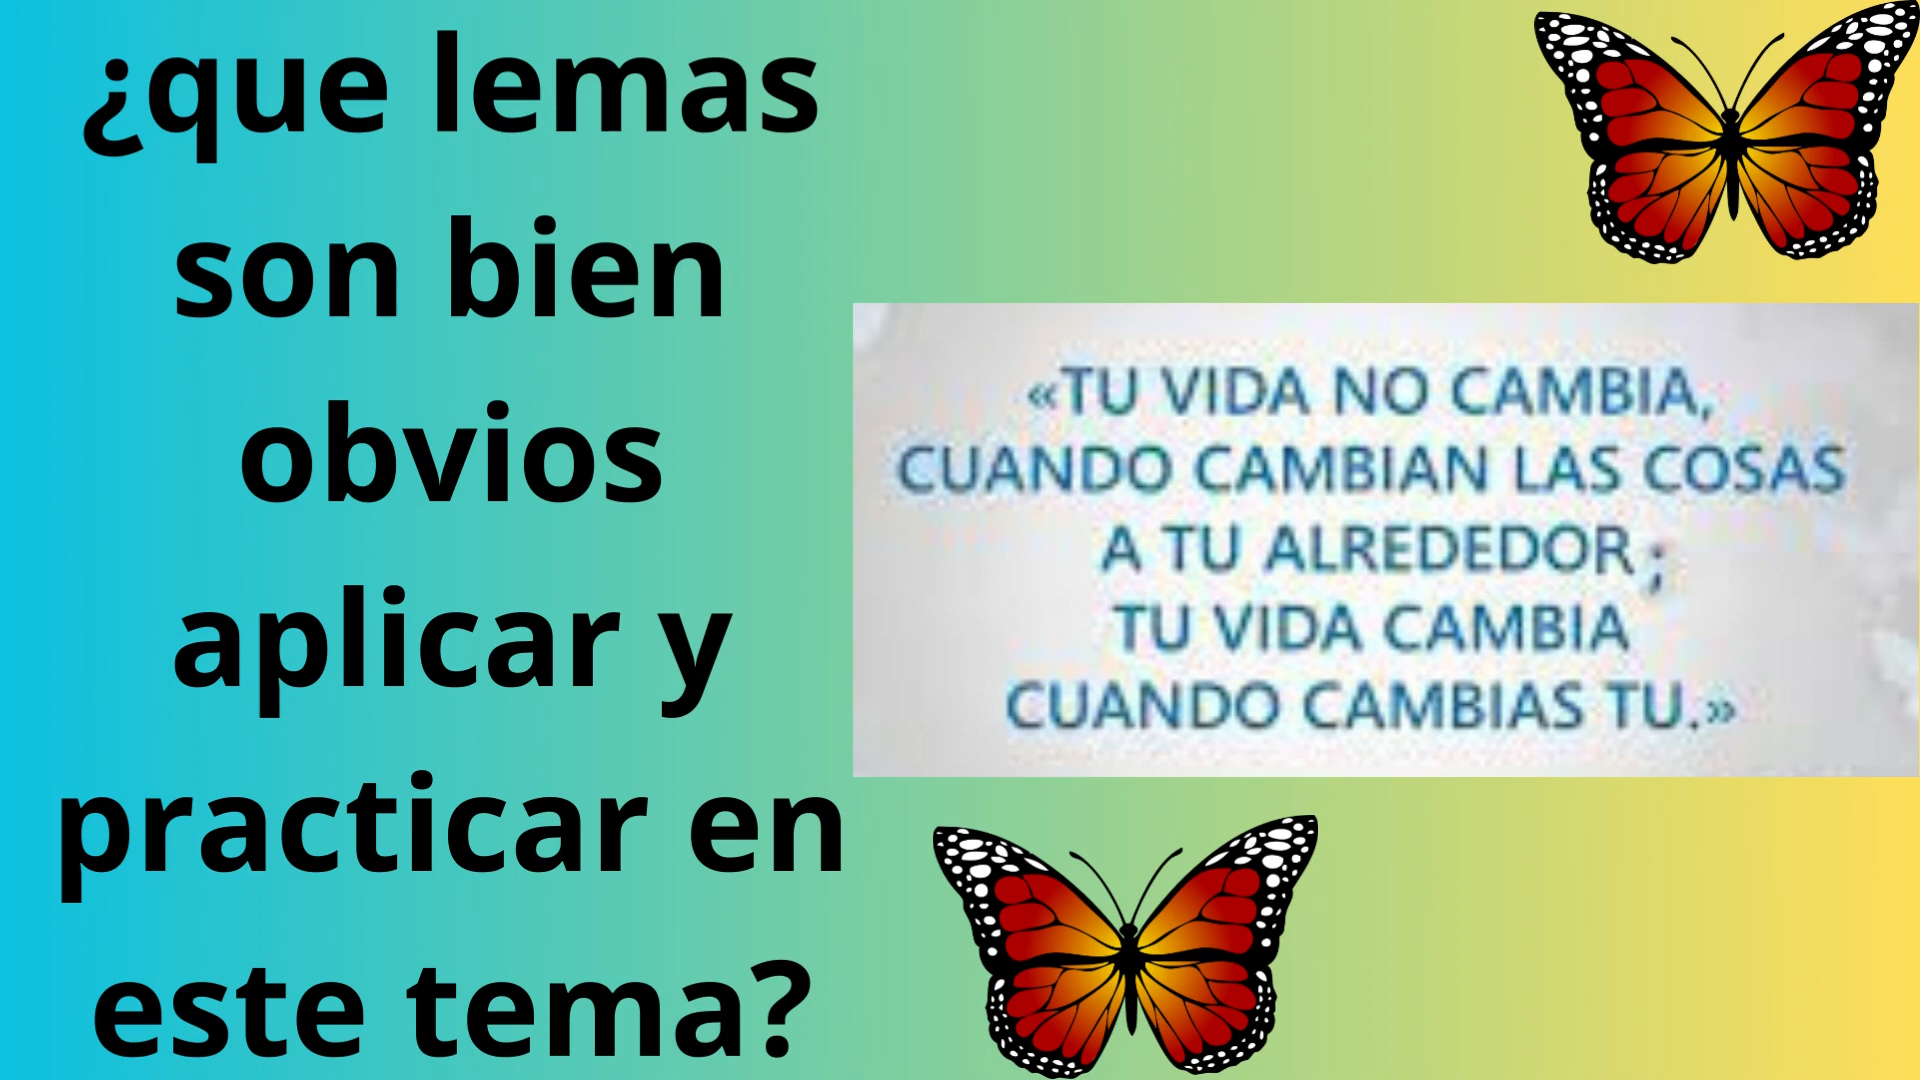 ¿que lemas
son bien
obvios
aplicar y
practicar en
este tema?
«TU VIDA NO CAMBIA,
CUANDO CAMBIAN LAS COSAS
A TU ALREDEDOR ;
TU VIDA CAMBIA
CUANDO CAMBIAS TU.»